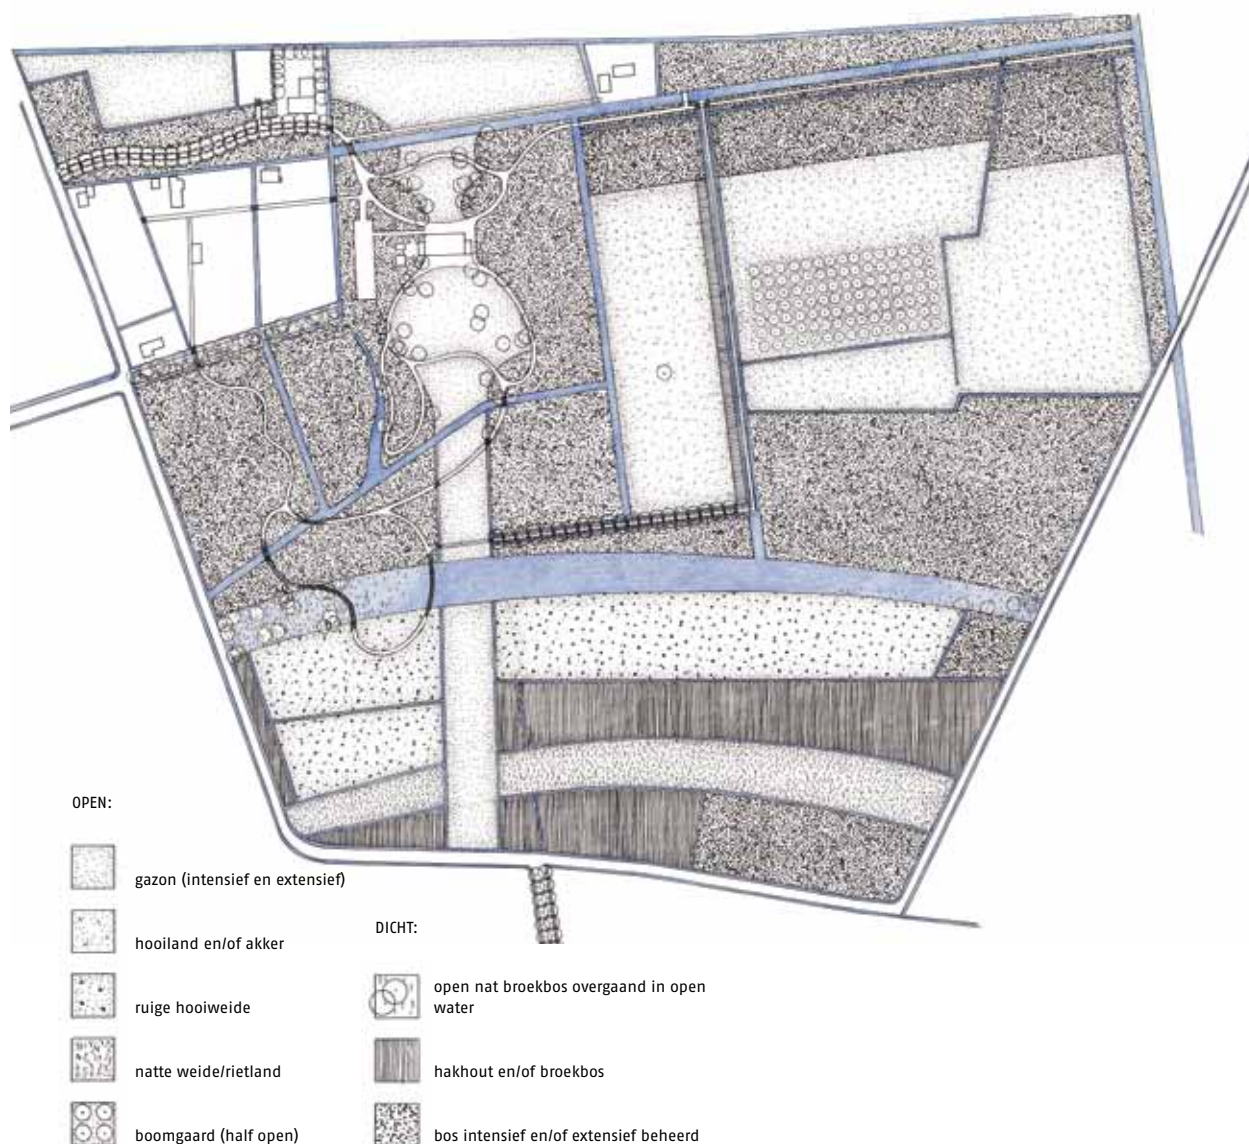 OPEN:
gazon (intensief en extensief)
hooiland en/of akker
ruige hooiweide
natte weide/rietland
boomgaard (half open)
DICHT:
open nat broekbos overgaand in open
water
hakhout en/of broekbos
bos intensief en/of extensief beheerd